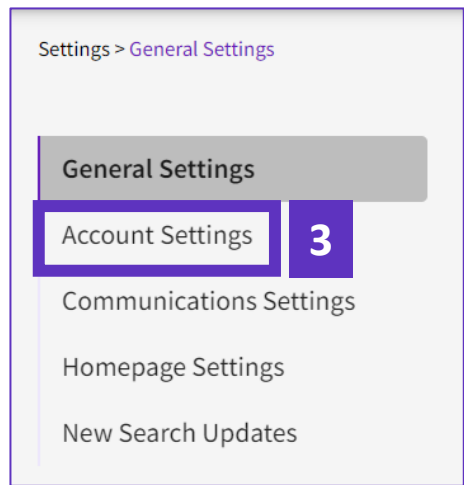 Settings > General Settings
General Settings
Account Settings
3
Communications Settings
Homepage Settings
New Search Updates